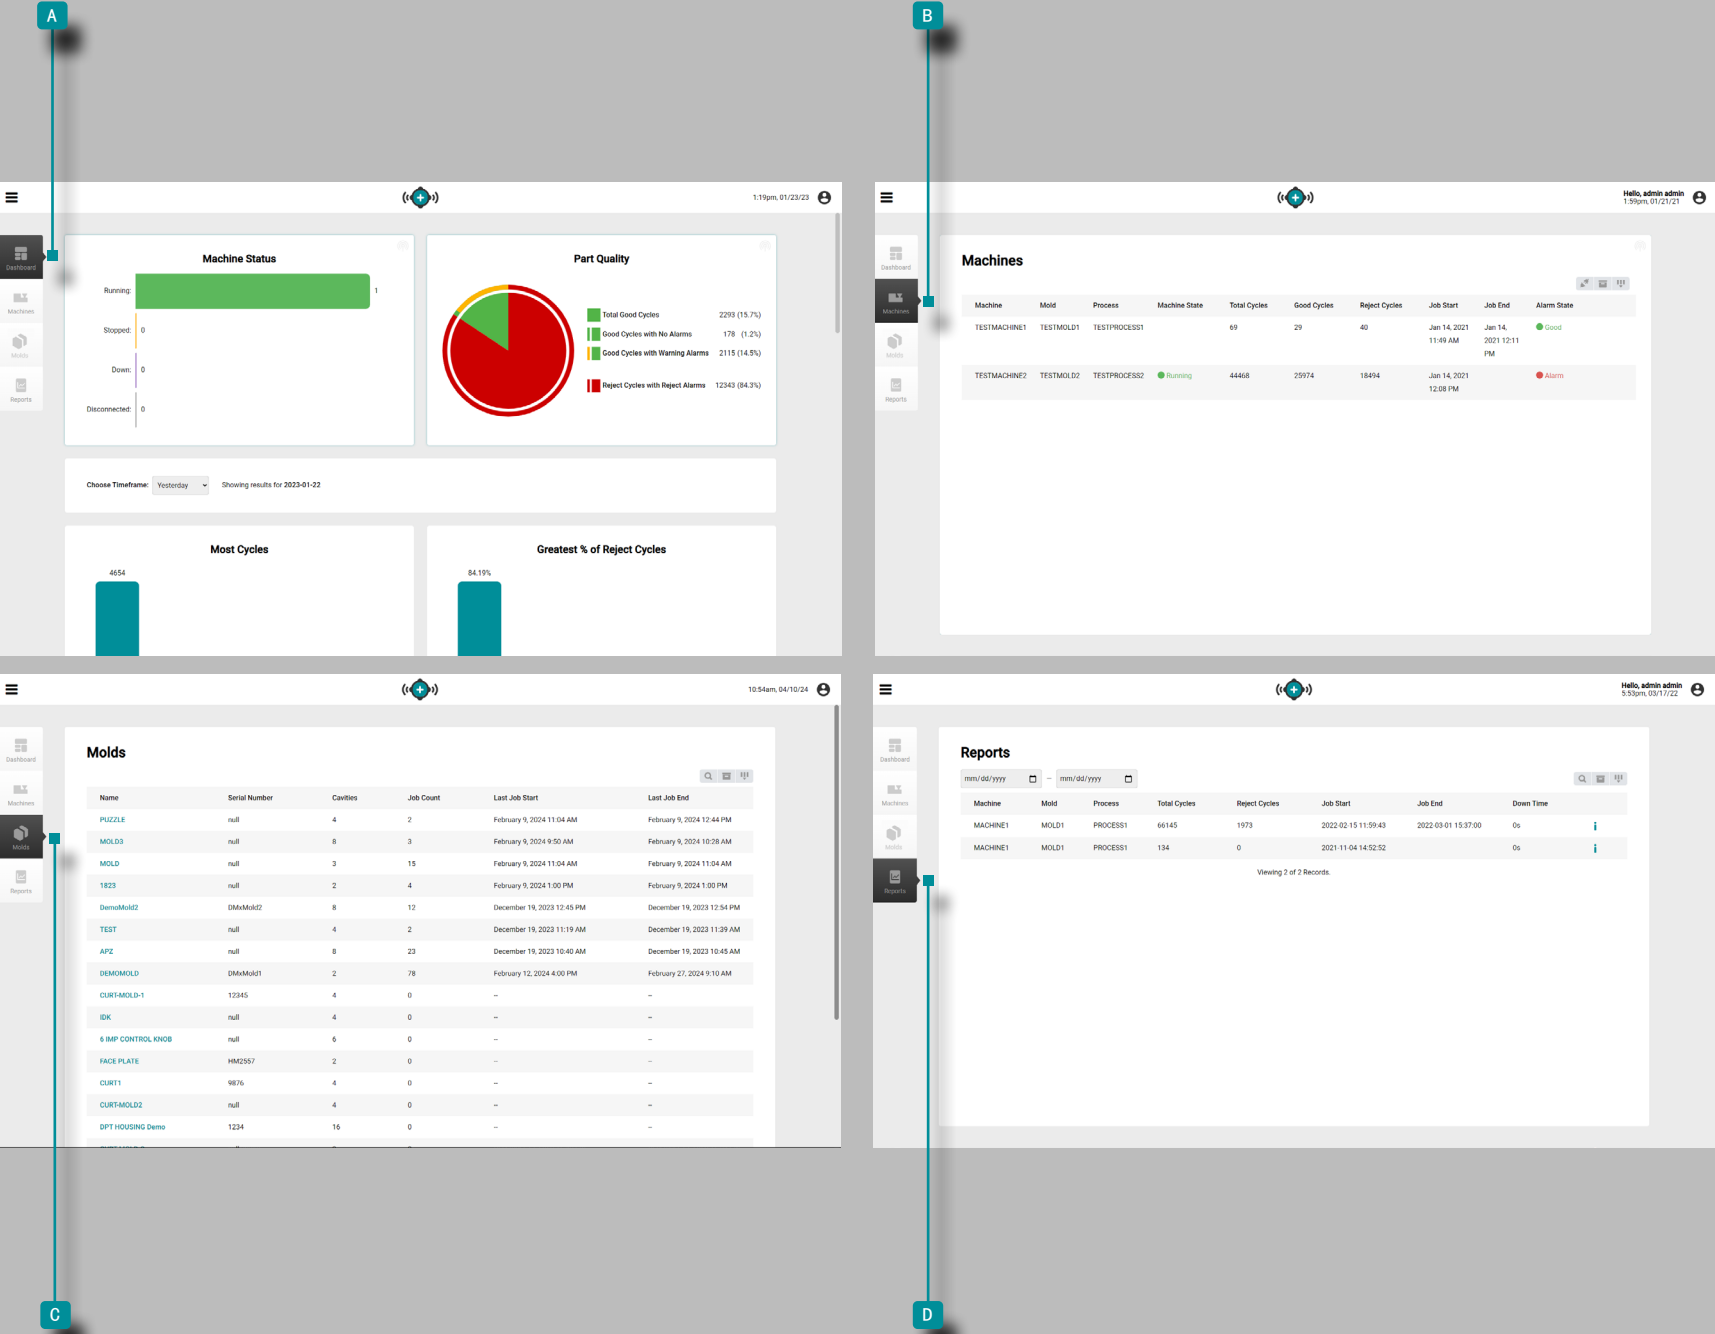 A
B
1:19pm, 01/23/23
Dashboard
Machines
Molds
Reports
Machine Status
Running: 1
Stopped: 0
Down: 0
Disconnected: 0
Part Quality
Total Good Cycles 2293 (15.7%)
Good Cycles with No Alarms 178 (1.2%)
Good Cycles with Warning Alarms 2115 (14.5%)
Reject Cycles with Reject Alarms 12343 (84.3%)
Choose Timeframe: Yesterday Showing results for 2023-01-22
Most Cycles
4654
Greatest % of Reject Cycles
84.19%
Hello, admin admin
1:59pm, 01/21/21
Dashboard
Machines
Molds
Reports
Machines
Machine Mold Process Machine State Total Cycles Good Cycles Reject Cycles Job Start Job End Alarm State
TESTMACHINE1 TESTMOLD1 TESTPROCESS1 69 29 40 Jan 14, 2021 Jan 14, Good
11:49 AM 2021 12:11
PM
TESTMACHINE2 TESTMOLD2 TESTPROCESS2 Running 44468 25974 18494 Jan 14, 2021 Alarm
12:08 PM
10:54am, 04/10/24
Dashboard
Machines
Molds
Reports
Molds
Name Serial Number Cavities Job Count Last Job Start Last Job End
PUZZLE null 4 2 February 9, 2024 11:04 AM February 9, 2024 12:44 PM
MOLD3 null 8 3 February 9, 2024 9:50 AM February 9, 2024 10:28 AM
MOLD null 3 15 February 9, 2024 11:04 AM February 9, 2024 11:04 AM
1823 null 2 4 February 9, 2024 1:00 PM February 9, 2024 1:00 PM
DemoMold2 DMxMold2 8 12 December 19, 2023 12:45 PM December 19, 2023 12:54 PM
TEST null 4 2 December 19, 2023 11:19 AM December 19, 2023 11:39 AM
APZ null 8 23 December 19, 2023 10:40 AM December 19, 2023 10:45 AM
DEMOMOLD DMxMold1 2 78 February 12, 2024 4:00 PM February 27, 2024 9:10 AM
CURT-MOLD-1 12345 4 0 -- --
IDK null 4 0 -- --
6 IMP CONTROL KNOB null 6 0 -- --
FACE PLATE HM2557 2 0 -- --
CURT1 9876 4 0 -- --
CURT-MOLD2 null 4 0 -- --
DPT HOUSING Demo 1234 16 0 -- --
Hello, admin admin
5:53pm, 03/17/22
Dashboard
Machines
Molds
Reports
Reports
mm/dd/yyyy – mm/dd/yyyy
Machine Mold Process Total Cycles Reject Cycles Job Start Job End Down Time
MACHINE1 MOLD1 PROCESS1 66145 1973 2022-02-15 11:59:43 2022-03-01 15:37:00 0s i
MACHINE1 MOLD1 PROCESS1 134 0 2021-11-04 14:52:52 0s i
Viewing 2 of 2 Records.
C
D